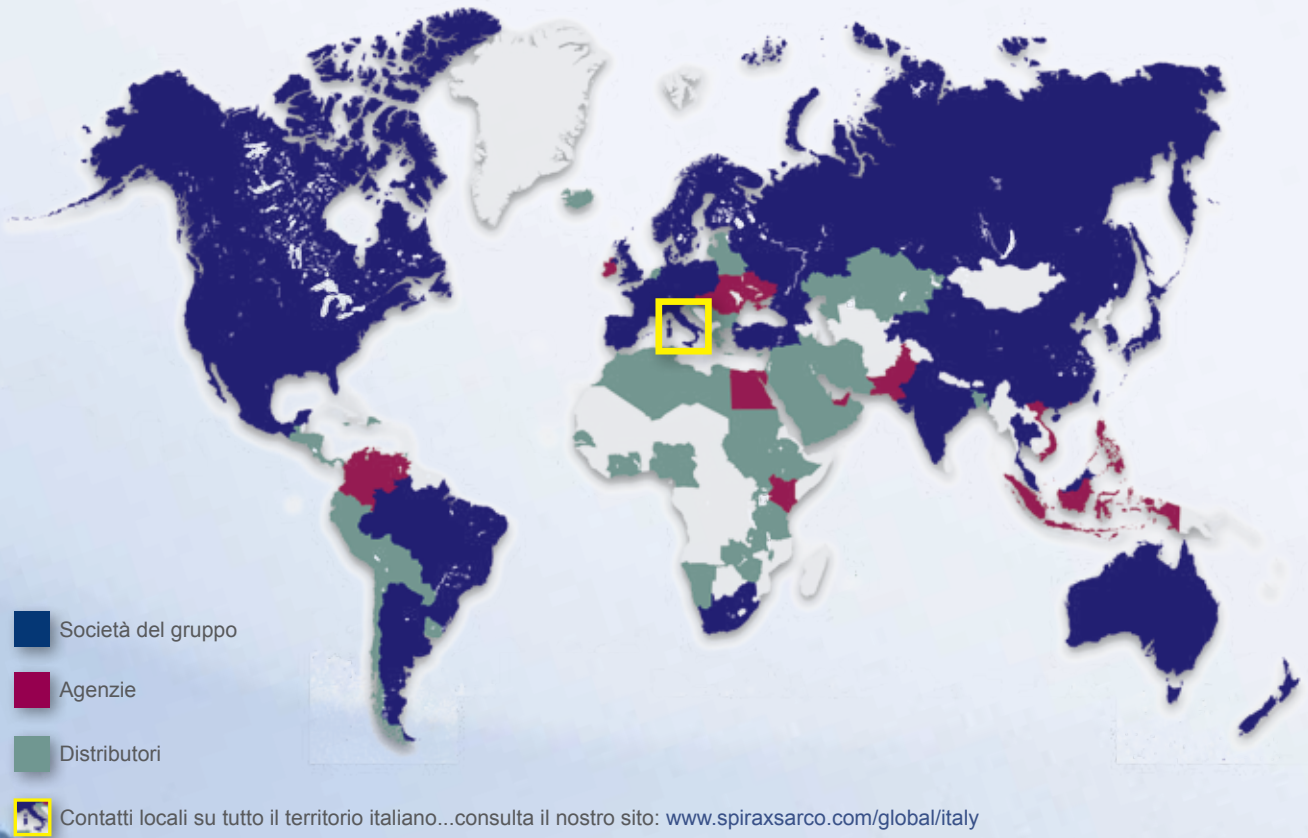 Società del gruppo
Agenzie
Distributori
Contatti locali su tutto il territorio italiano...consulta il nostro sito: www.spiraxsarco.com/global/italy